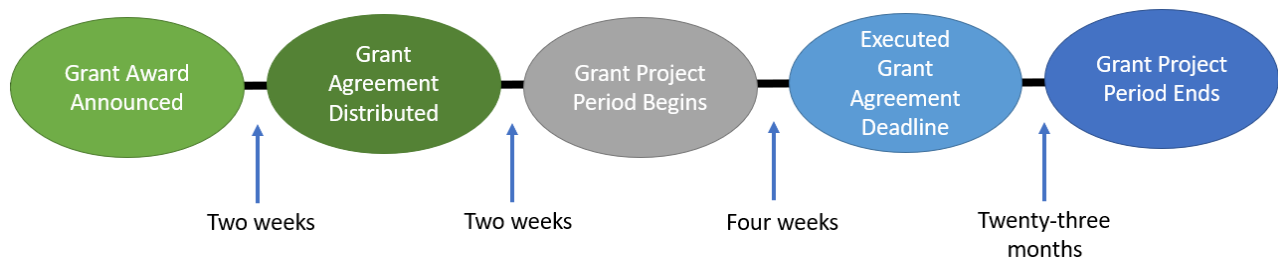 Grant Award
Announced
Grant
Agreement
Distributed
Grant Project
Period Begins
Executed
Grant
Agreement
Deadline
Grant Project
Period Ends
Two weeks
Two weeks
Four weeks
Twenty-three
months